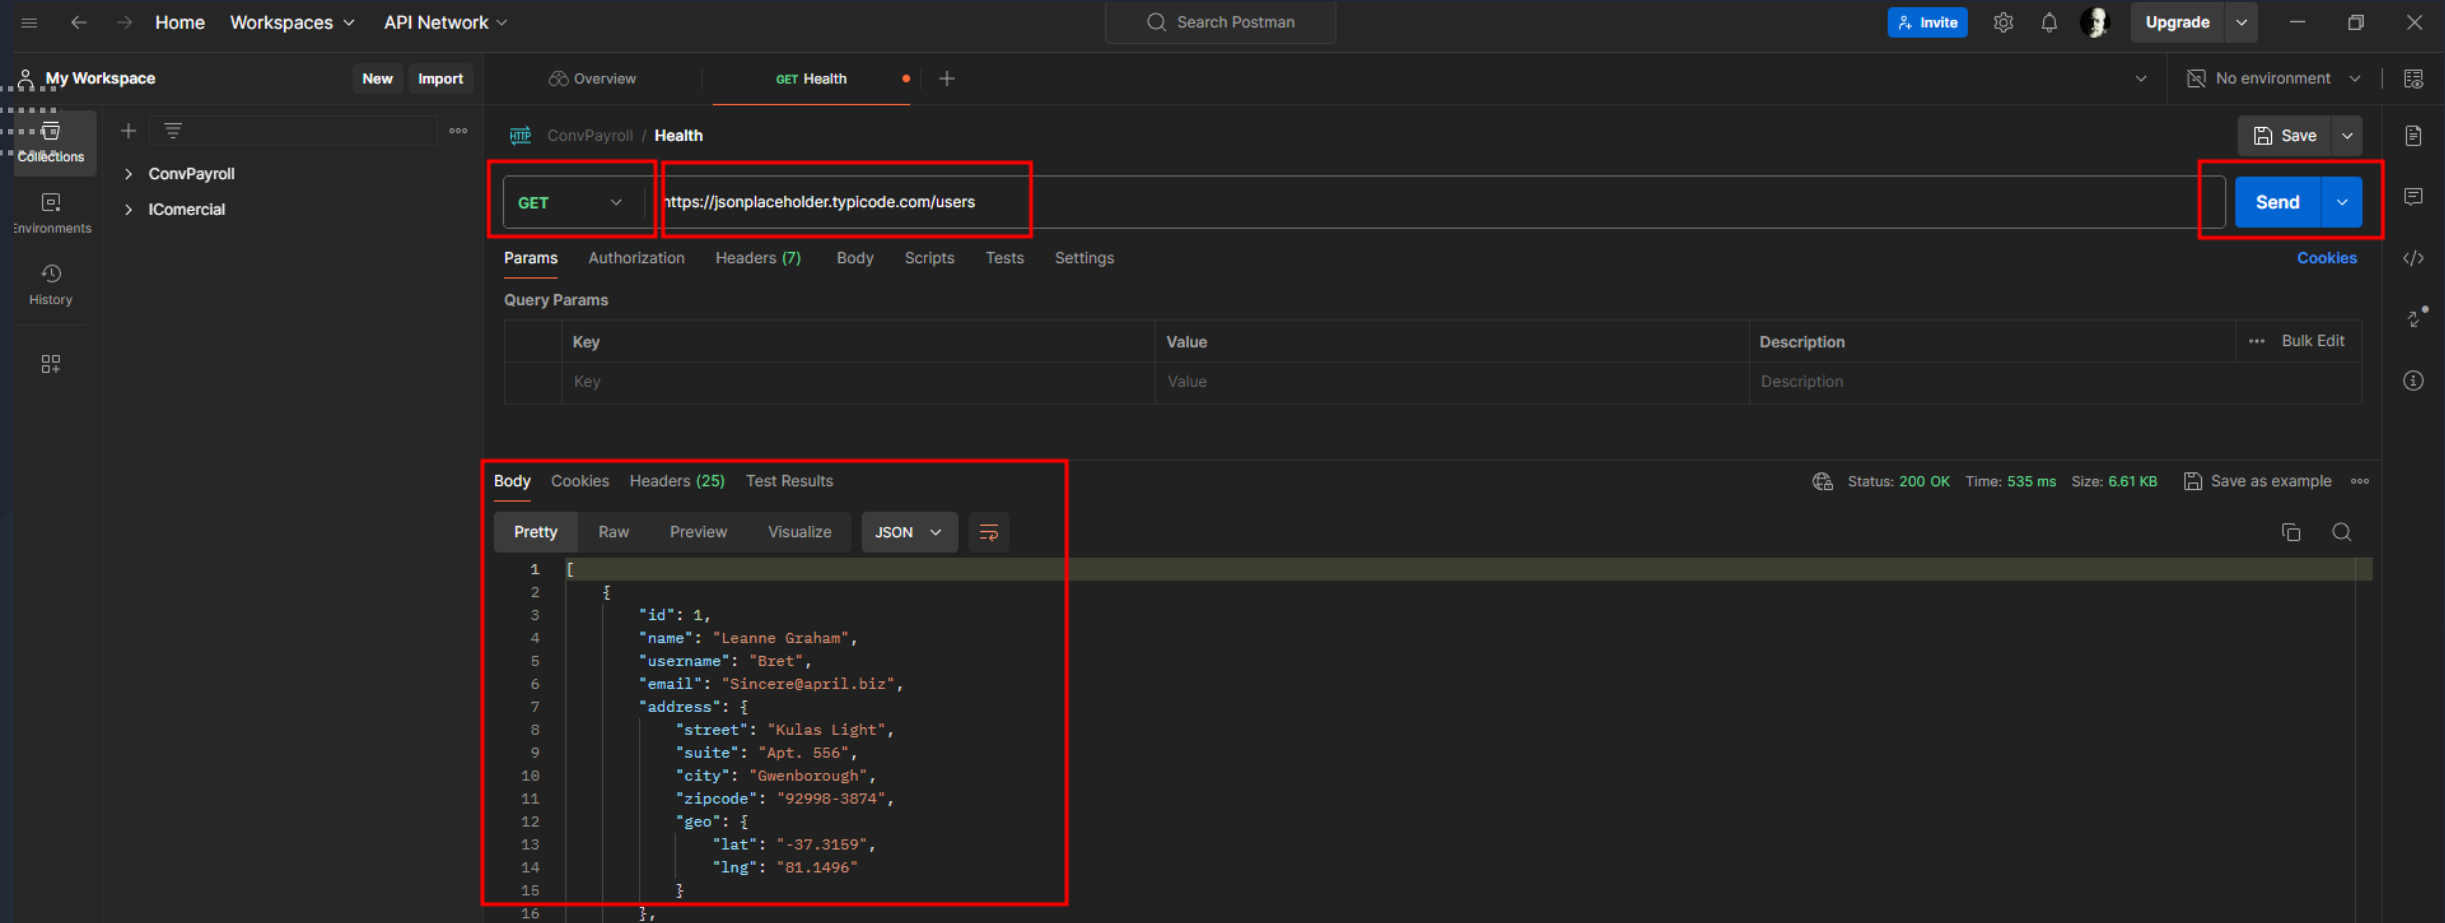 Home Workspaces API Network Search Postman Invite Upgrade
My Workspace New Import Overview GET Health No environment
Collections
ConvPayroll / Health Save
ConvPayroll
IComercial
Environments
History
GET https://jsonplaceholder.typicode.com/users Send
Params Authorization Headers (7) Body Scripts Tests Settings Cookies
Query Params
Key Value Description Bulk Edit
Key Value Description
Body Cookies Headers (25) Test Results Status: 200 OK Time: 535 ms Size: 6.61 KB Save as example
Pretty Raw Preview Visualize JSON
1 [
2 {
3 "id": 1,
4 "name": "Leanne Graham",
5 "username": "Bret",
6 "email": "Sincere@april.biz",
7 "address": {
8 "street": "Kulas Light",
9 "suite": "Apt. 556",
10 "city": "Gwenborough",
11 "zipcode": "92998-3874",
12 "geo": {
13 "lat": "-37.3159",
14 "lng": "81.1496"
15 }
16 },